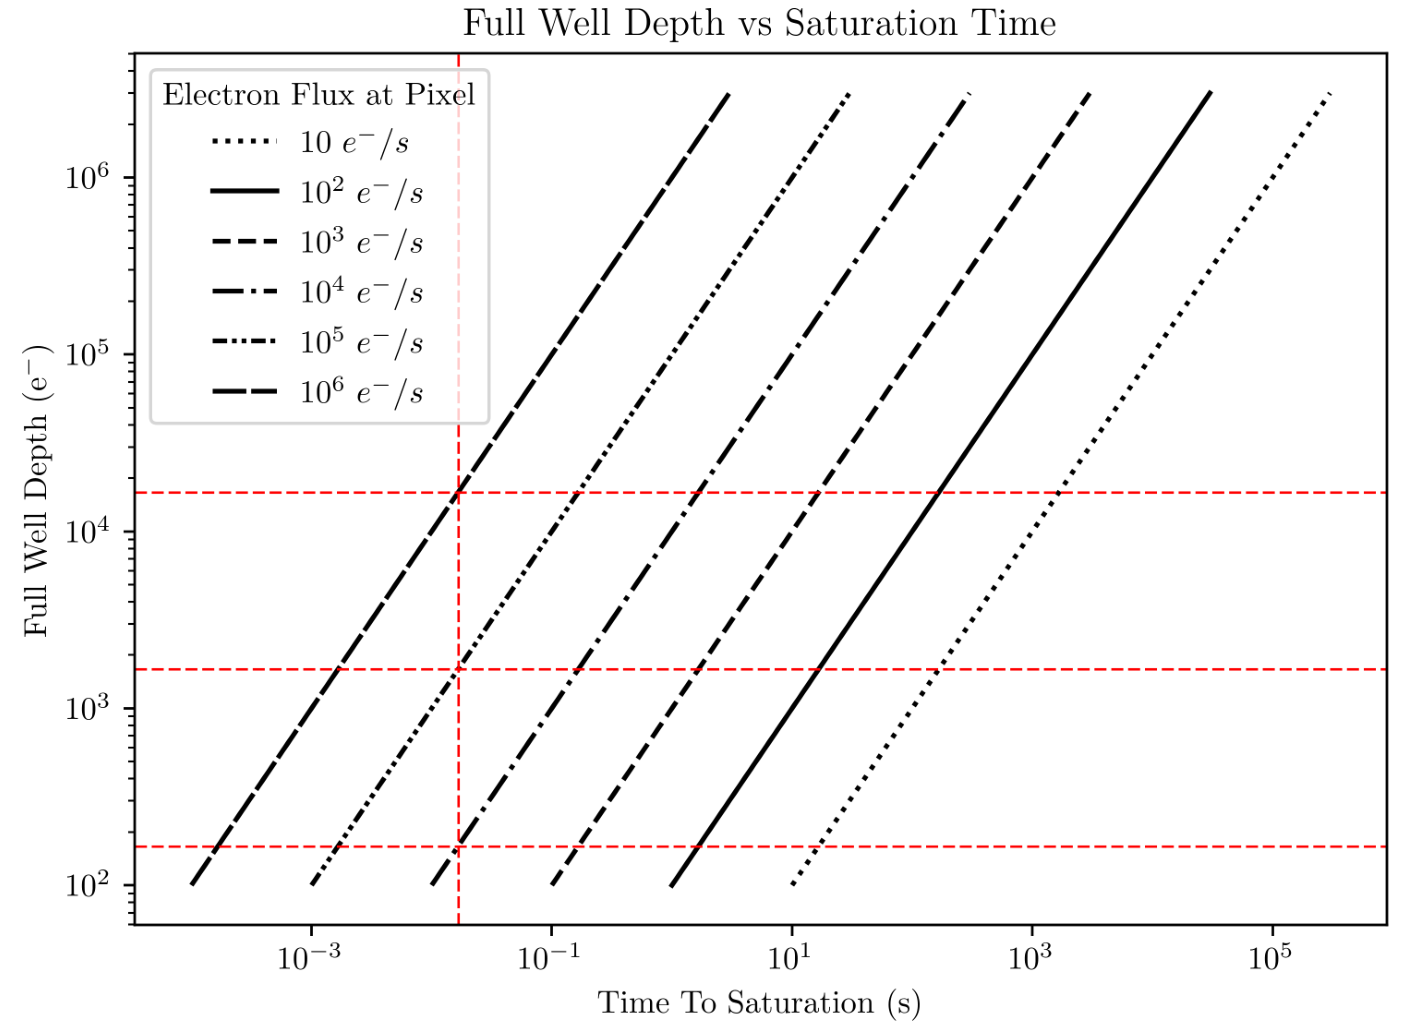 Full Well Depth vs Saturation Time
Electron Flux at Pixel
10 e⁻/s
10² e⁻/s
10³ e⁻/s
10⁴ e⁻/s
10⁵ e⁻/s
10⁶ e⁻/s
Full Well Depth (e⁻)
10⁶
10⁵
10⁴
10³
10²
10⁻³
10⁻¹
10¹
10³
10⁵
Time To Saturation (s)